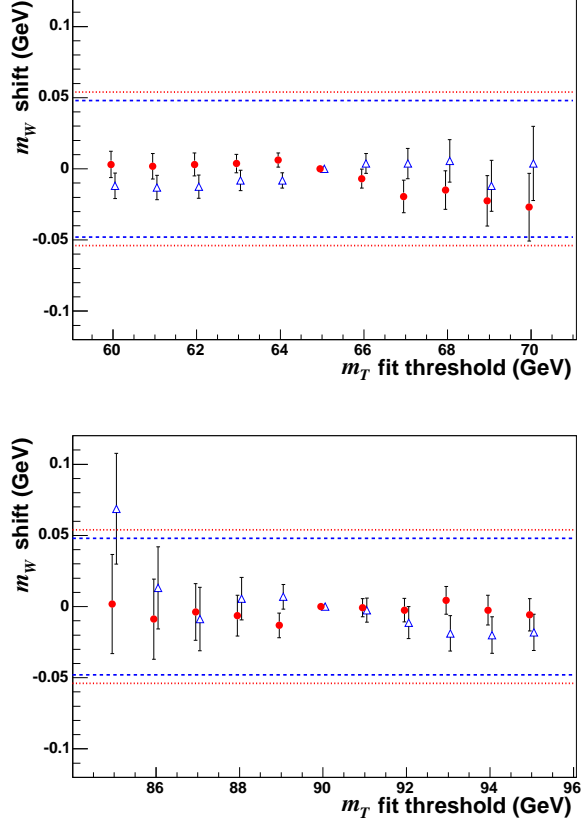 0.1
0.05
0
-0.05
-0.1
m_W shift (GeV)
60 62 64 66 68 70
m_T fit threshold (GeV)
0.1
0.05
0
-0.05
-0.1
m_W shift (GeV)
86 88 90 92 94 96
m_T fit threshold (GeV)